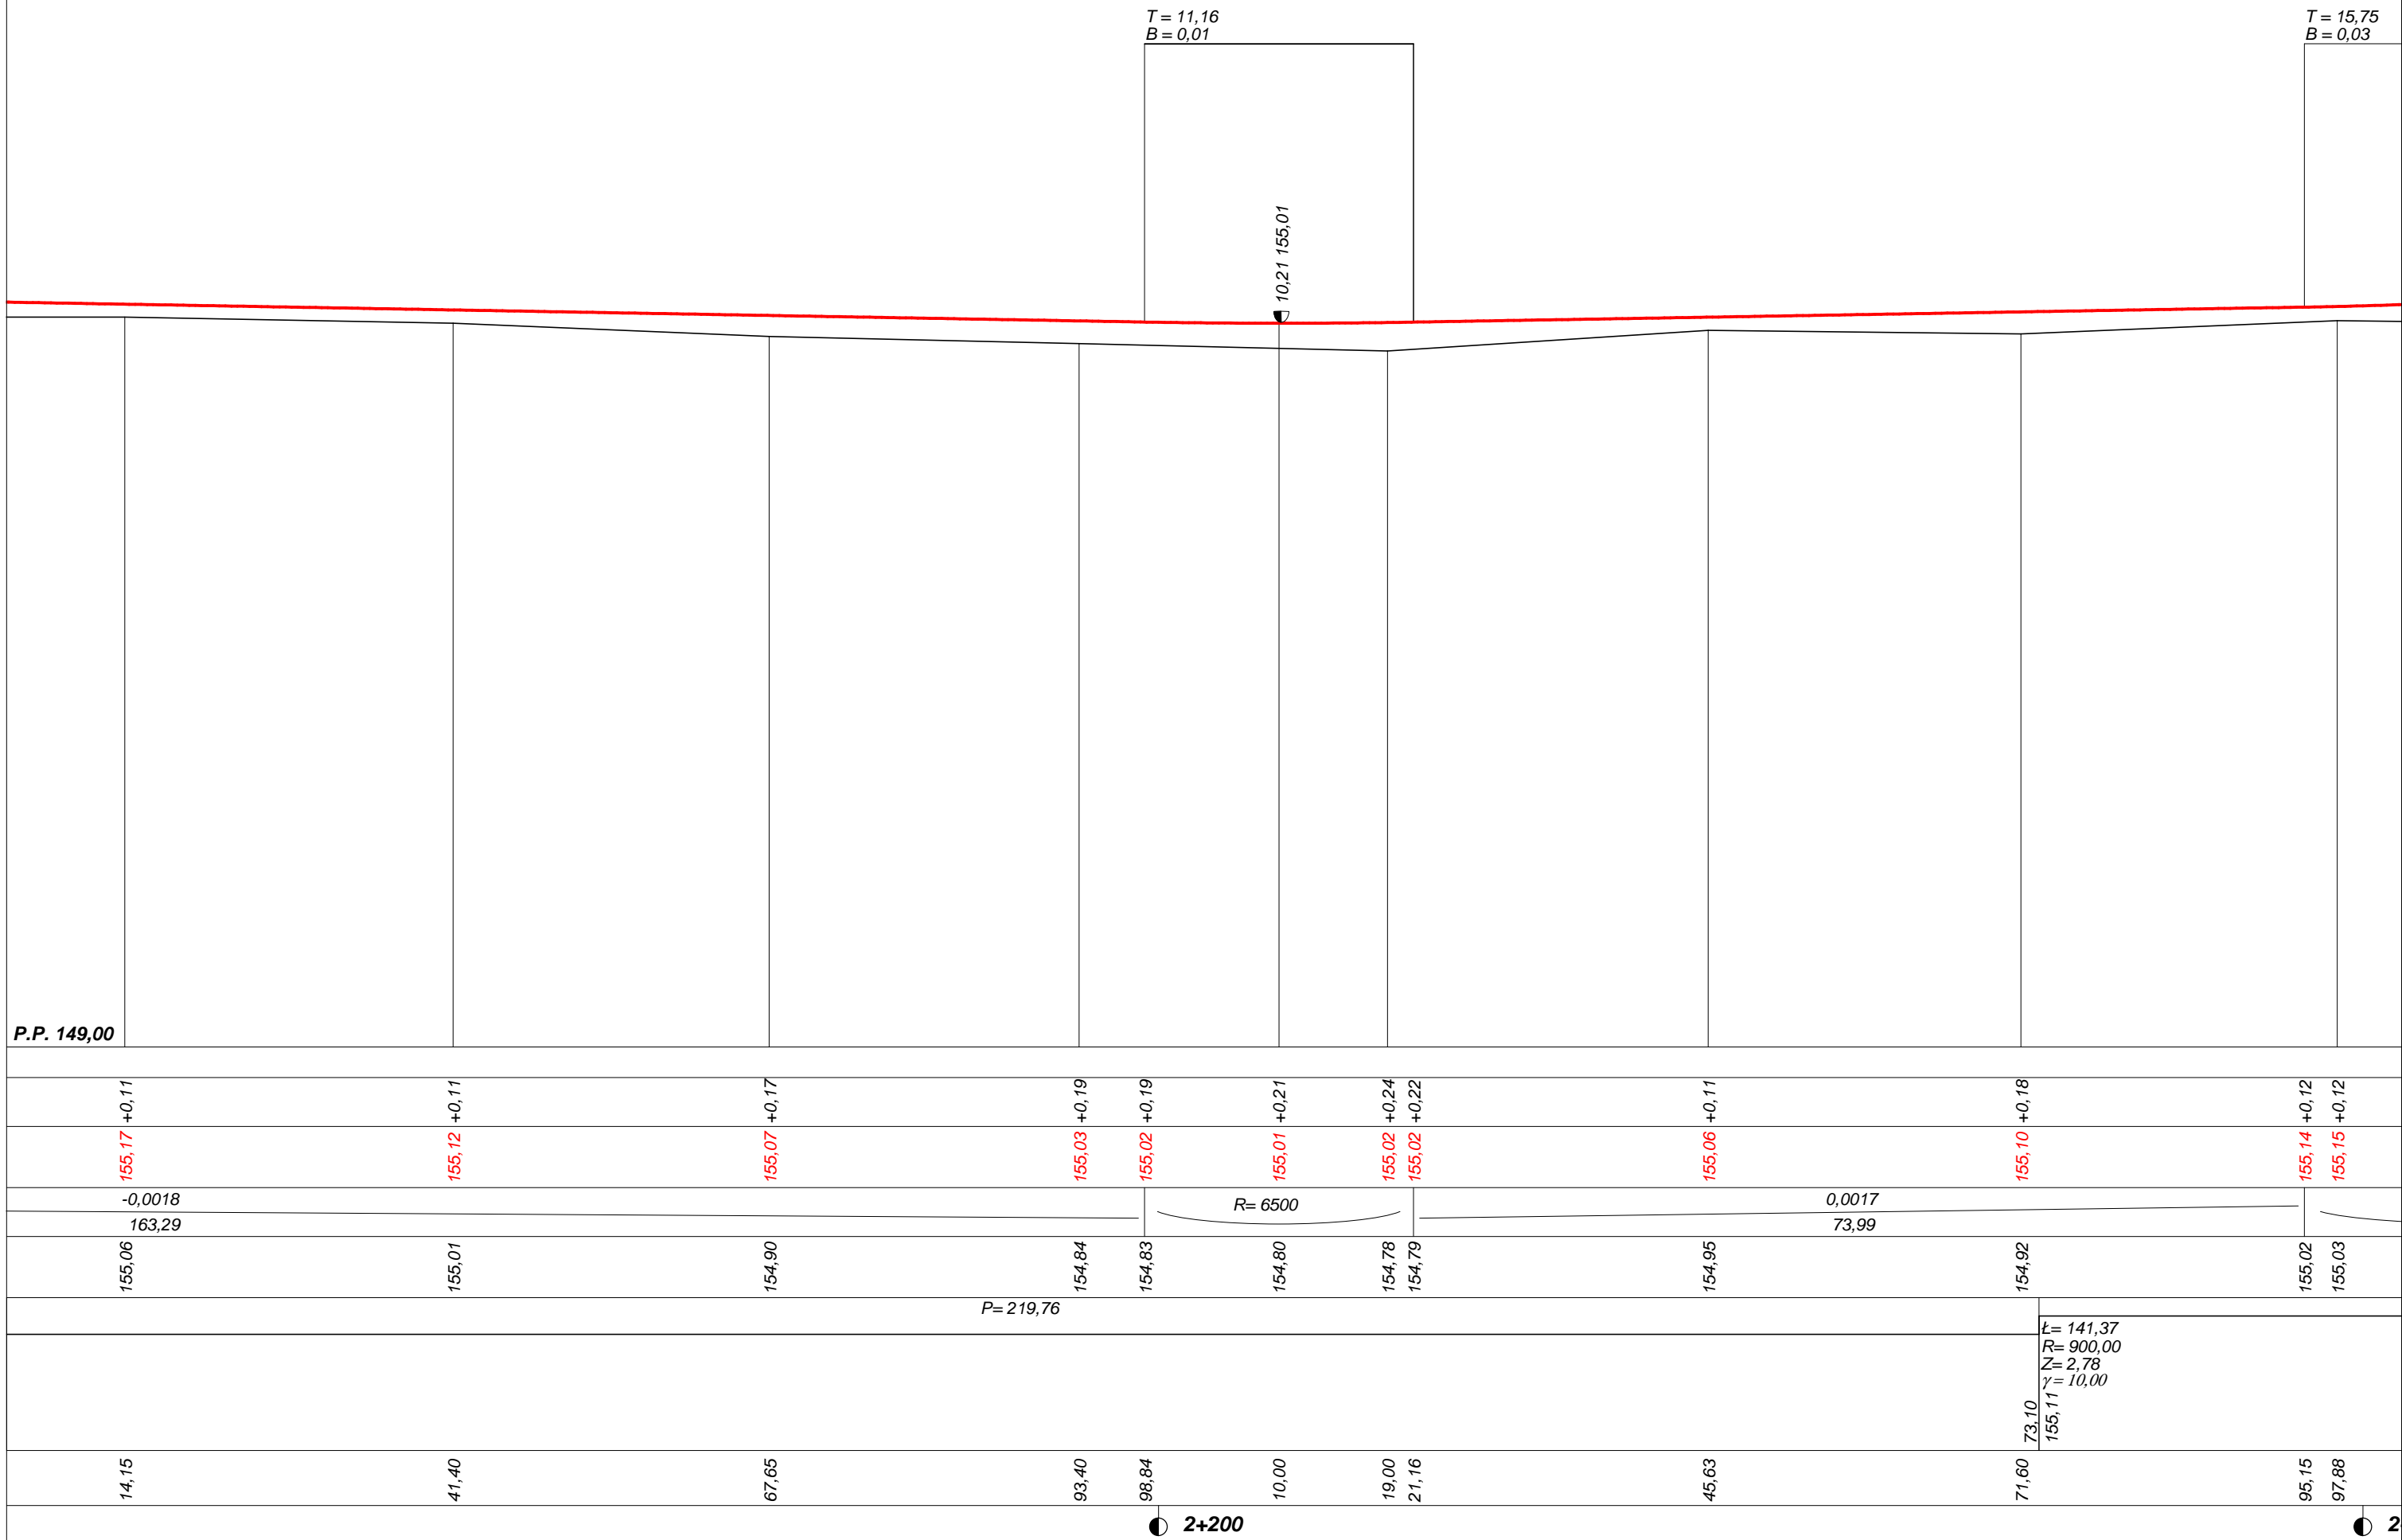 T = 11,16
B = 0,01
T = 15,75
B = 0,03
10,21 155,01
P.P. 149,00
+0,11 +0,11 +0,17 +0,19 +0,19 +0,21 +0,24 +0,22 +0,11 +0,18 +0,12 +0,12
155,17 155,12 155,07 155,03 155,02 155,01 155,02 155,02 155,06 155,10 155,14 155,15
-0,0018
163,29
R= 6500
0,0017
73,99
155,06 155,01 154,90 154,84 154,83 154,80 154,78 154,79 154,95 154,92 155,02 155,03
P= 219,76
Ł= 141,37
R= 900,00
Z= 2,78
γ= 10,00
73,10
155,11
14,15 41,40 67,65 93,40 98,84 10,00 19,00 21,16 45,63 71,60 95,15 97,88
2+200
2